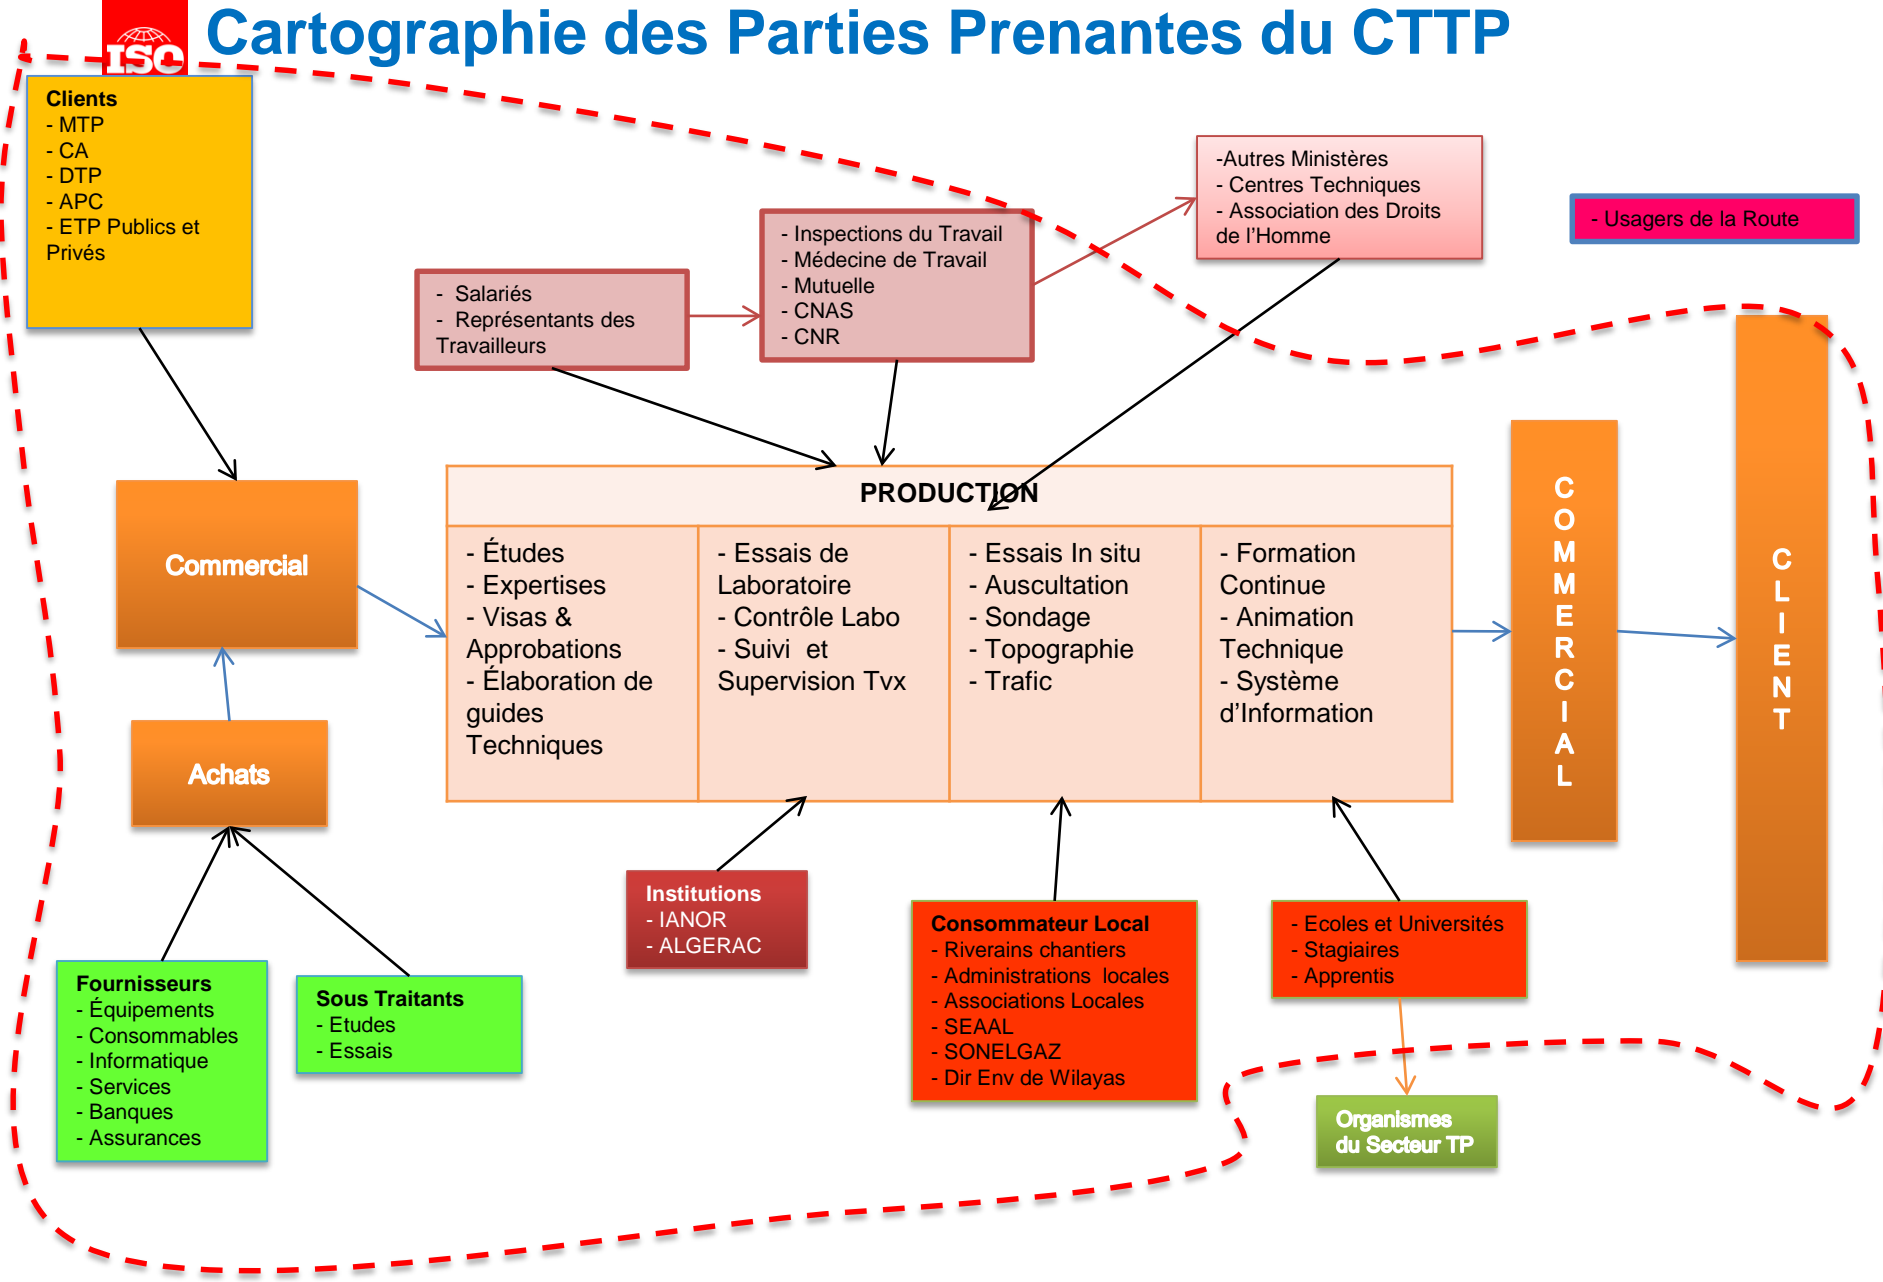 Cartographie des Parties Prenantes du CTTP
ISO
Clients
- MTP
- CA
- DTP
- APC
- ETP Publics et
Privés
-Autres Ministères
- Centres Techniques
- Association des Droits
de l'Homme
- Usagers de la Route
- Inspections du Travail
- Médecine de Travail
- Mutuelle
- CNAS
- CNR
- Salariés
- Représentants des
Travailleurs
Commercial
Achats
PRODUCTION
- Études
- Expertises
- Visas &
Approbations
- Élaboration de
guides
Techniques
- Essais de
Laboratoire
- Contrôle Labo
- Suivi et
Supervision Tvx
- Essais In situ
- Auscultation
- Sondage
- Topographie
- Trafic
- Formation
Continue
- Animation
Technique
- Système
d'Information
COMMERCIAL
CLIENT
Institutions
- IANOR
- ALGERAC
Consommateur Local
- Riverains chantiers
- Administrations locales
- Associations Locales
- SEAAL
- SONELGAZ
- Dir Env de Wilayas
- Ecoles et Universités
- Stagiaires
- Apprentis
Fournisseurs
- Équipements
- Consommables
- Informatique
- Services
- Banques
- Assurances
Sous Traitants
- Etudes
- Essais
Organismes
du Secteur TP